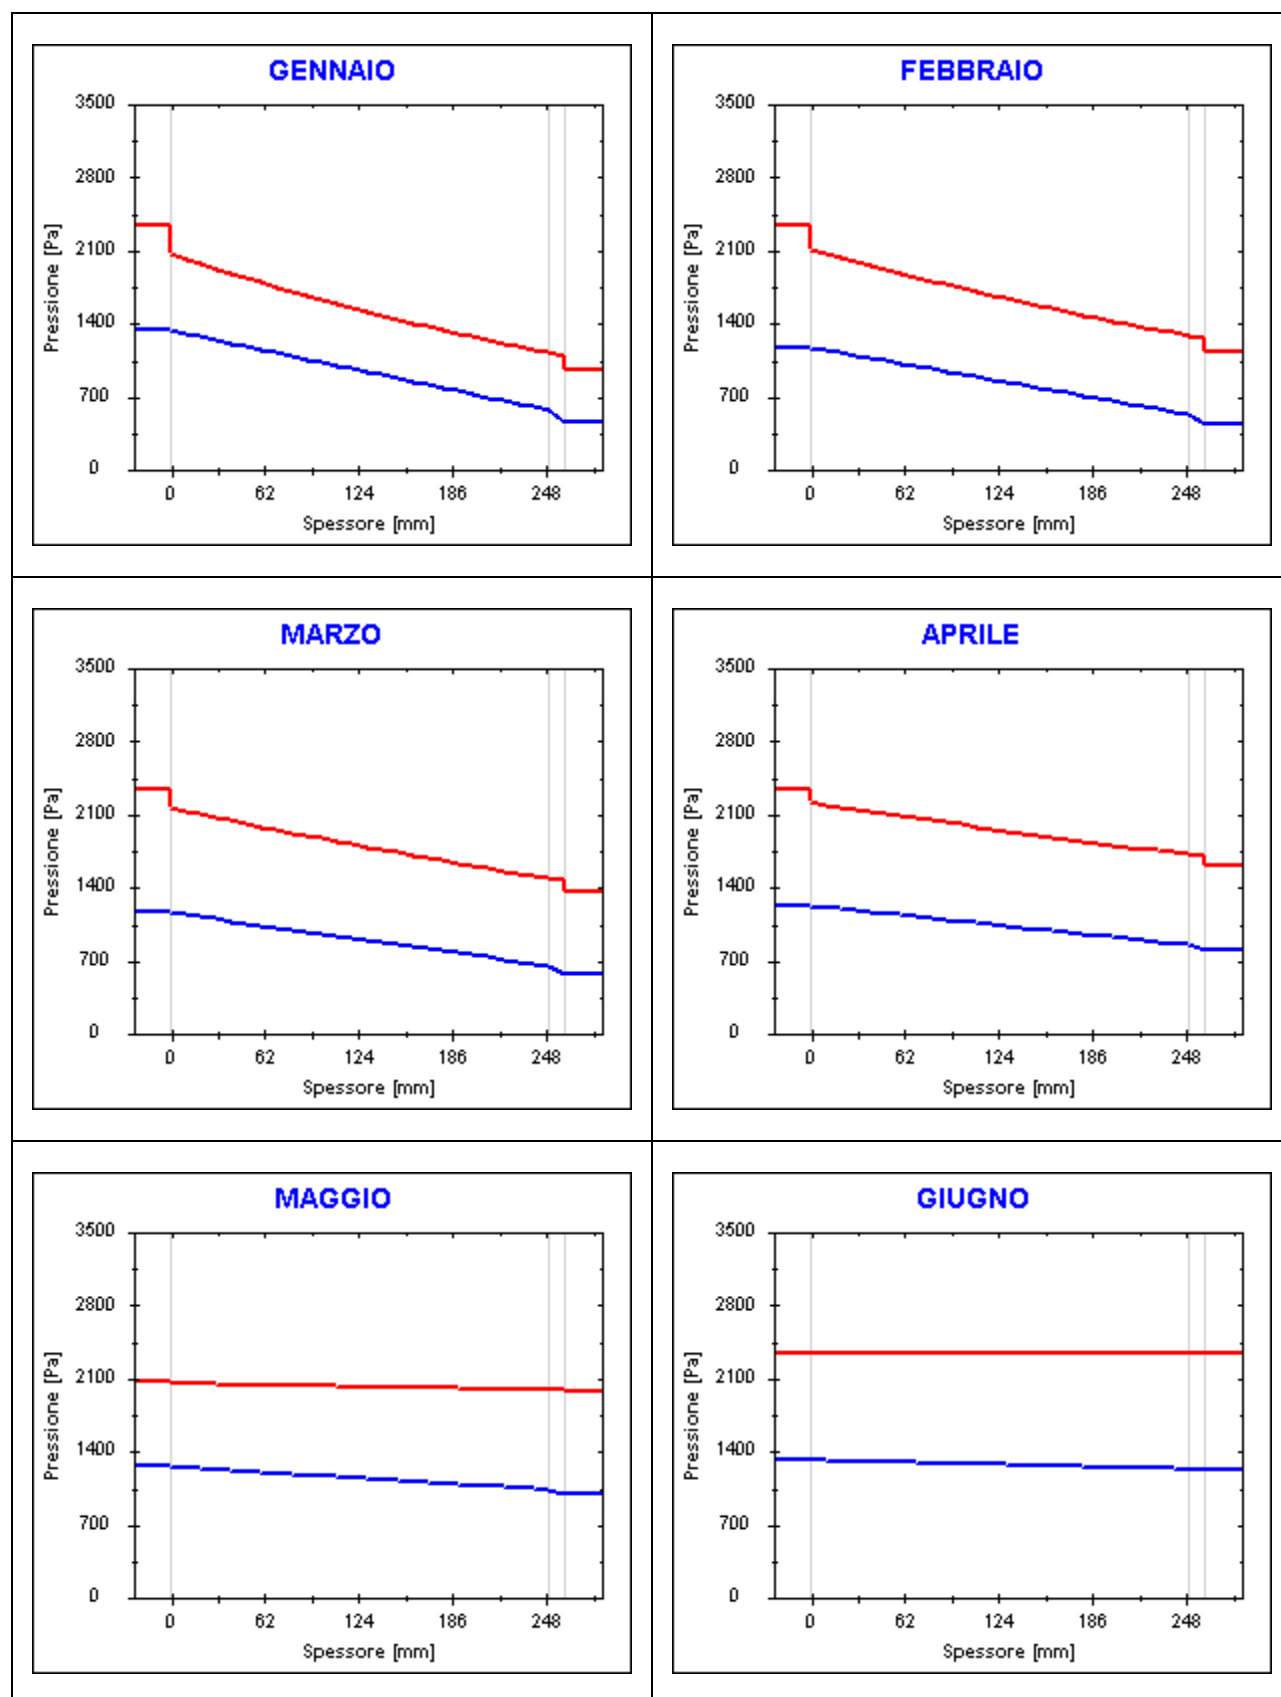 GENNAIO
3500
2800
2100
1400
700
0
Pressione [Pa]
0 62 124 186 248
Spessore [mm]
FEBBRAIO
3500
2800
2100
1400
700
0
Pressione [Pa]
0 62 124 186 248
Spessore [mm]
MARZO
3500
2800
2100
1400
700
0
Pressione [Pa]
0 62 124 186 248
Spessore [mm]
APRILE
3500
2800
2100
1400
700
0
Pressione [Pa]
0 62 124 186 248
Spessore [mm]
MAGGIO
3500
2800
2100
1400
700
0
Pressione [Pa]
0 62 124 186 248
Spessore [mm]
GIUGNO
3500
2800
2100
1400
700
0
Pressione [Pa]
0 62 124 186 248
Spessore [mm]